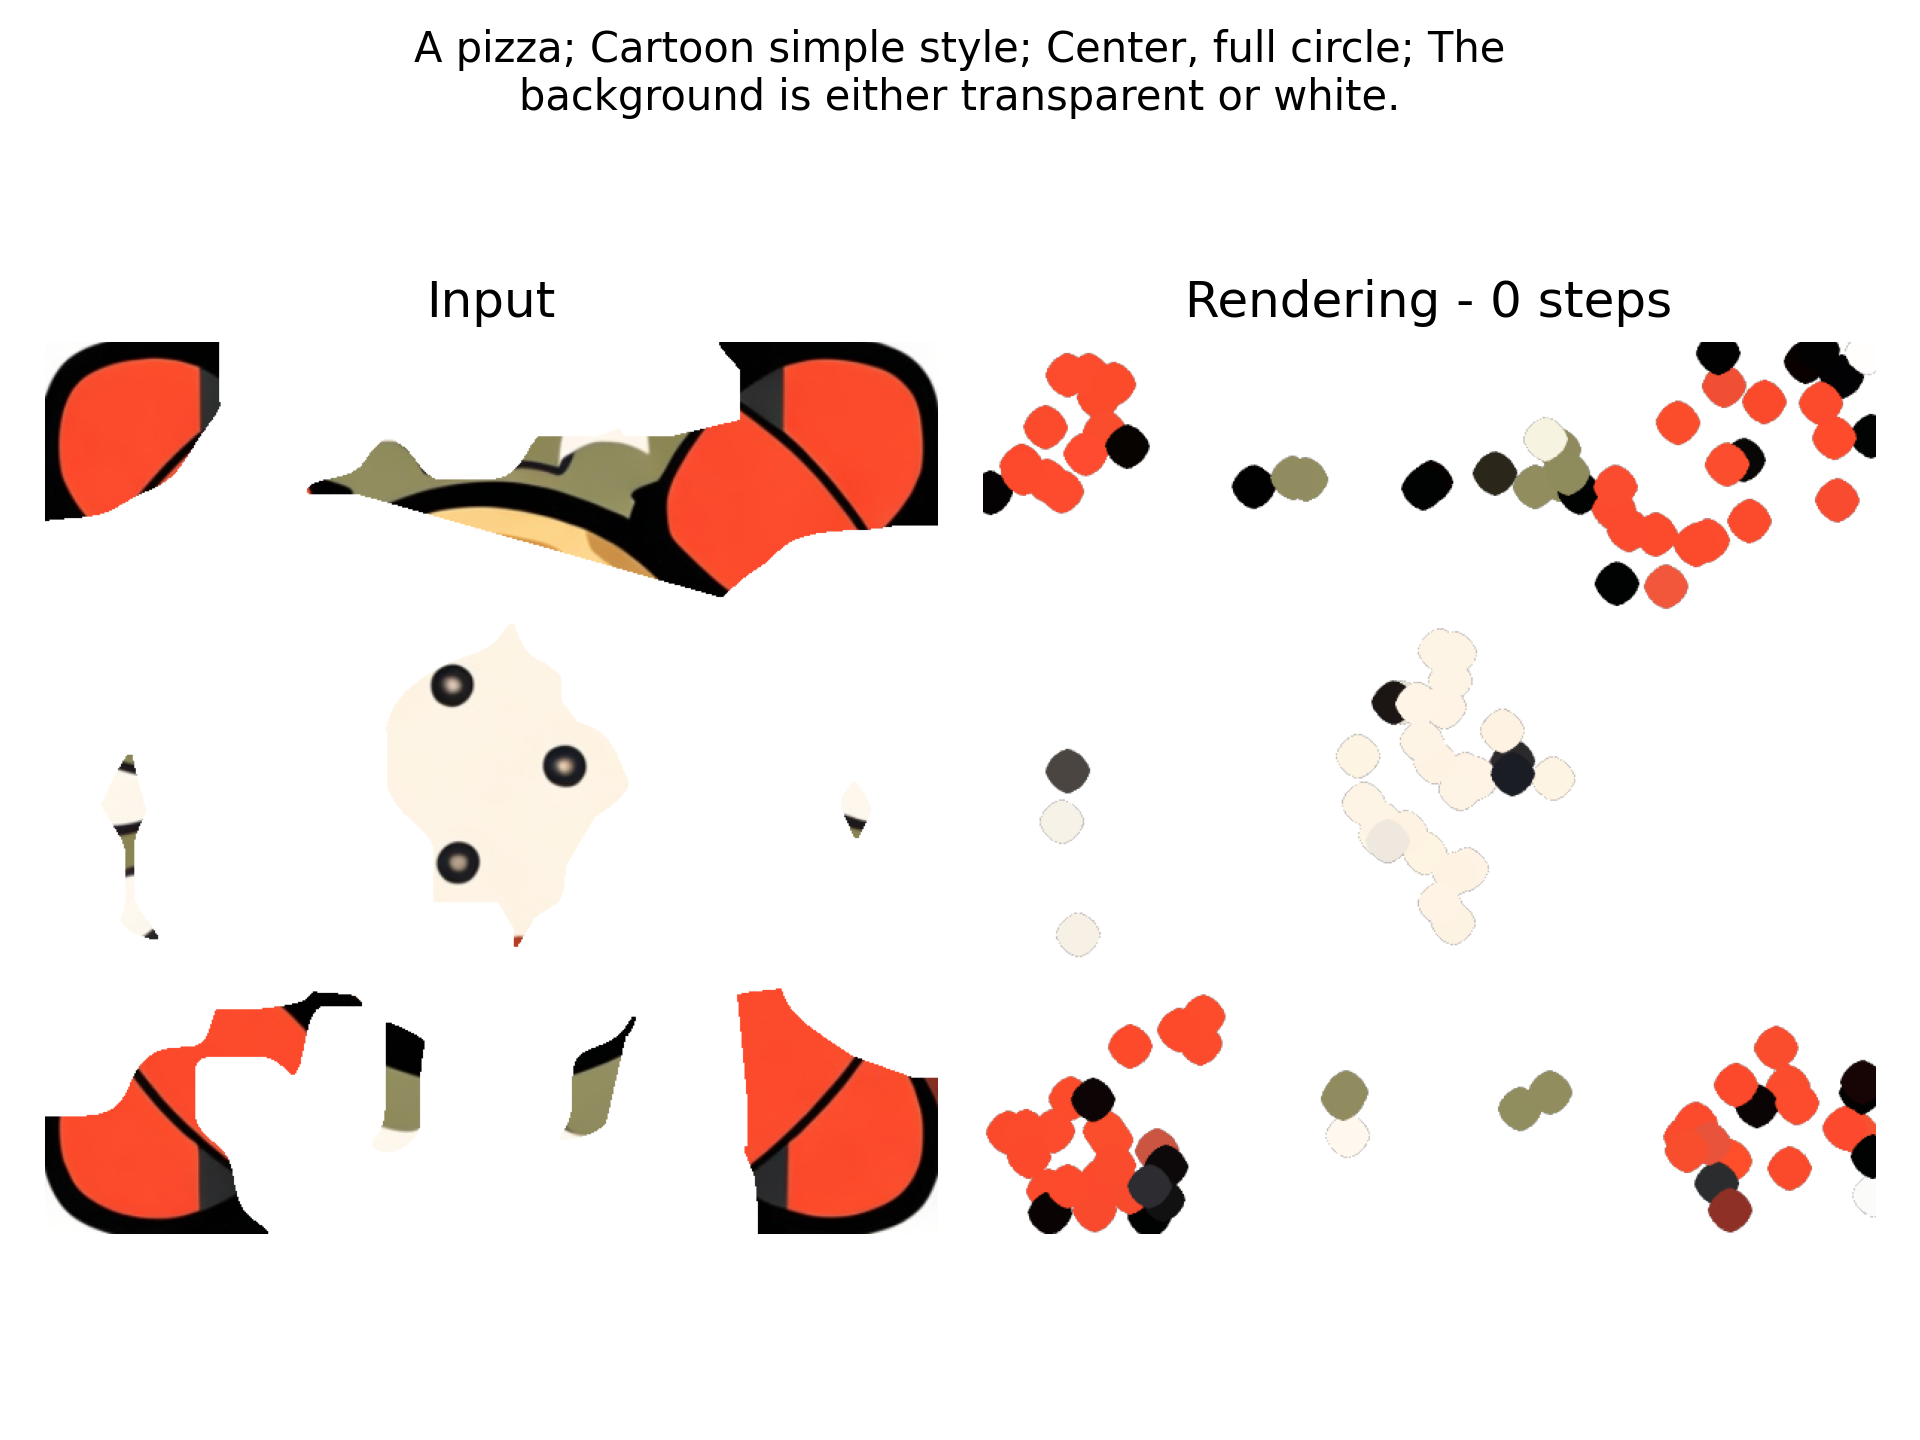 A pizza; Cartoon simple style; Center, full circle; The
background is either transparent or white.
Input
Rendering - 0 steps